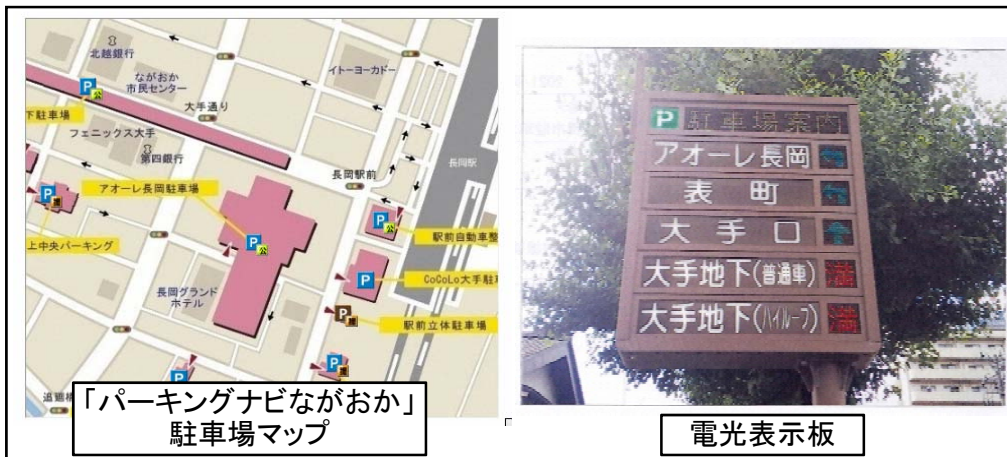 北越銀行
ながおか
市民センター
イトーヨーカドー
大手通り
下駐車場
フェニックス大手
第四銀行
長岡駅前
長岡駅
アオーレ長岡駐車場
上中央パーキング
駅前自動車整
CoCoLo大手駐車
長岡グランド
ホテル
駅前立体駐車場
「パーキングナビながおか」
駐車場マップ
P 駐車場案内
アオーレ長岡
表町
大手口
大手地下(普通車) 満
大手地下(ハイルーフ) 満
電光表示板